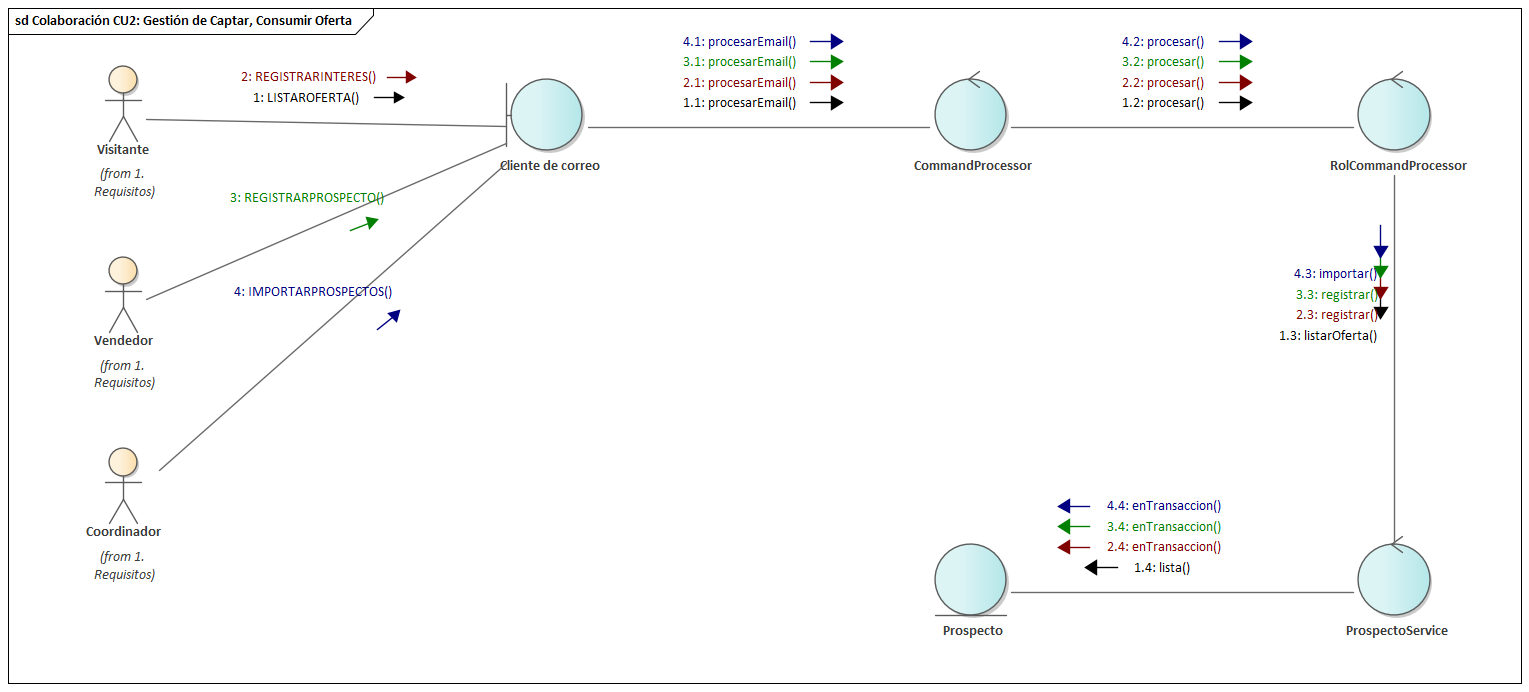 sd Colaboración CU2: Gestión de Captar, Consumir Oferta
4.1: procesarEmail()
3.1: procesarEmail()
2.1: procesarEmail()
1.1: procesarEmail()
4.2: procesar()
3.2: procesar()
2.2: procesar()
1.2: procesar()
2: REGISTRARINTERES()
1: LISTAROFERTA()
Visitante
(from 1.
Requisitos)
Cliente de correo
CommandProcessor
RolCommandProcessor
3: REGISTRARPROSPECTO()
Vendedor
(from 1.
Requisitos)
4: IMPORTARPROSPECTOS()
4.3: importar()
3.3: registrar()
2.3: registrar()
1.3: listarOferta()
Coordinador
(from 1.
Requisitos)
4.4: enTransaccion()
3.4: enTransaccion()
2.4: enTransaccion()
1.4: lista()
Prospecto
ProspectoService